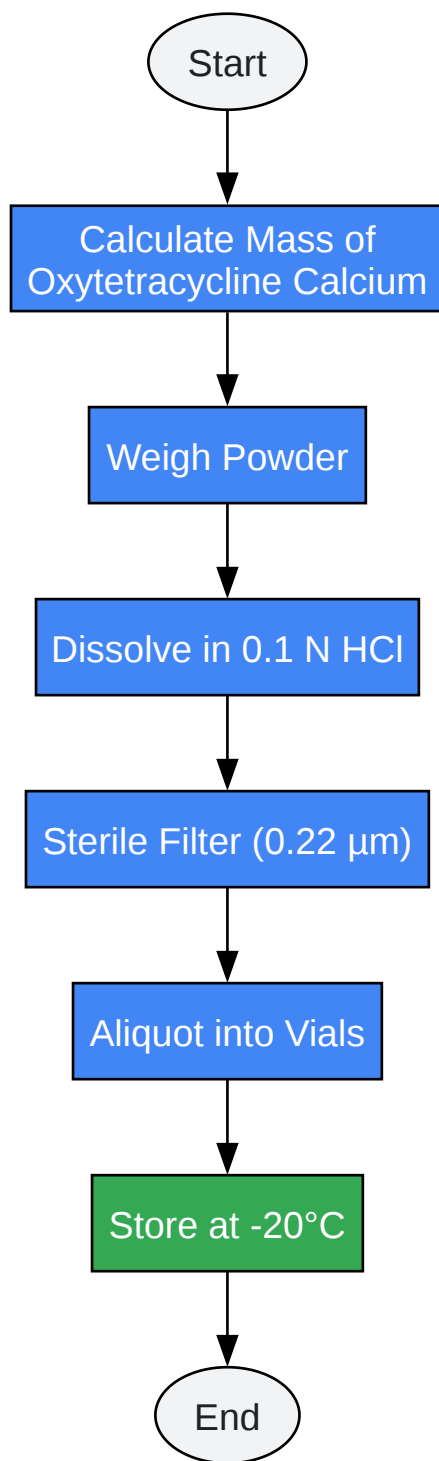 Start
Calculate Mass of
Oxytetracycline Calcium
Weigh Powder
Dissolve in 0.1 N HCl
Sterile Filter (0.22 µm)
Aliquot into Vials
Store at -20°C
End